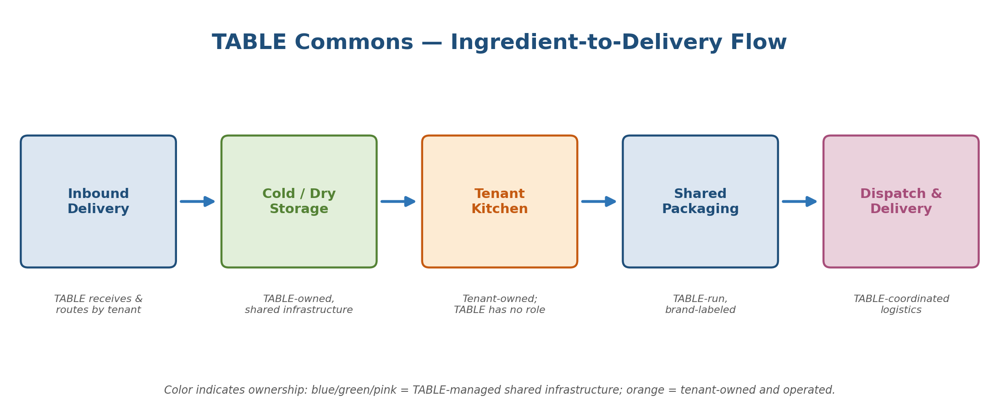 TABLE Commons — Ingredient-to-Delivery Flow
Inbound
Delivery
Cold / Dry
Storage
Tenant
Kitchen
Shared
Packaging
Dispatch &
Delivery
TABLE receives &
routes by tenant
TABLE-owned,
shared infrastructure
Tenant-owned;
TABLE has no role
TABLE-run,
brand-labeled
TABLE-coordinated
logistics
Color indicates ownership: blue/green/pink = TABLE-managed shared infrastructure; orange = tenant-owned and operated.